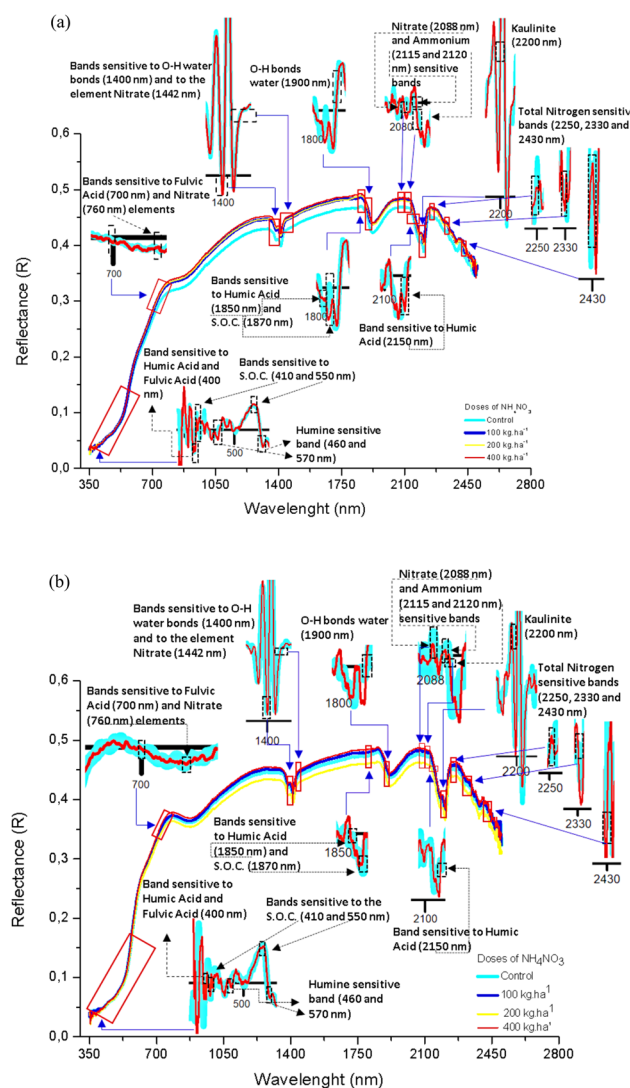 (a)
Nitrate (2088 nm)
and Ammonium
(2115 and 2120
nm) sensitive
bands
Kaulinite
(2200 nm)
Bands sensitive to O-H water
bonds (1400 nm) and to the
element Nitrate (1442 nm)
O-H bonds
water (1900 nm)
Total Nitrogen sensitive
bands (2250, 2330 and
2430 nm)
1800
2080
1400
2200
2250
2330
2430
Bands sensitive to Fulvic
Acid (700 nm) and Nitrate
(760 nm) elements
700
Bands sensitive
to Humic Acid
(1850 nm) and
S.O.C. (1870 nm)
1800
2100
Band sensitive to Humic
Acid (2150 nm)
Band sensitive to
Humic Acid and
Fulvic Acid (400
nm)
Bands sensitive to
S.O.C. (410 and 550 nm)
500
Humine sensitive
band (460 and
570 nm)
Doses of NH4NO3
Control
100 kg.ha-1
200 kg.ha-1
400 kg.ha-1
Reflectance (R)
0,6
0,5
0,4
0,3
0,2
0,1
0,0
350 700 1050 1400 1750 2100 2450 2800
Wavelenght (nm)
(b)
Nitrate (2088 nm)
and Ammonium
(2115 and 2120 nm)
sensitive bands
Kaulinite
(2200 nm)
Bands sensitive to O-H
water bonds (1400 nm)
and to the element
Nitrate (1442 nm)
O-H bonds water
(1900 nm)
Total Nitrogen
sensitive bands
(2250, 2330 and
2430 nm)
Bands sensitive to Fulvic
Acid (700 nm) and Nitrate
(760 nm) elements
1800
2088
1400
2200
2250
2330
2430
700
Bands sensitive
to Humic Acid
(1850 nm) and
S.O.C. (1870 nm)
1850
2100
Band sensitive to Humic
Acid (2150 nm)
Band sensitive to
Humic Acid and
Fulvic Acid (400 nm)
Bands sensitive to the
S.O.C. (410 and 550 nm)
500
Humine sensitive
band (460 and
570 nm)
Doses of NH4NO3
Control
100 kg.ha1
200 kg.ha1
400 kg.ha'
Reflectance (R)
0,6
0,5
0,4
0,3
0,2
0,1
0,0
350 700 1050 1400 1750 2100 2450 2800
Wavelenght (nm)